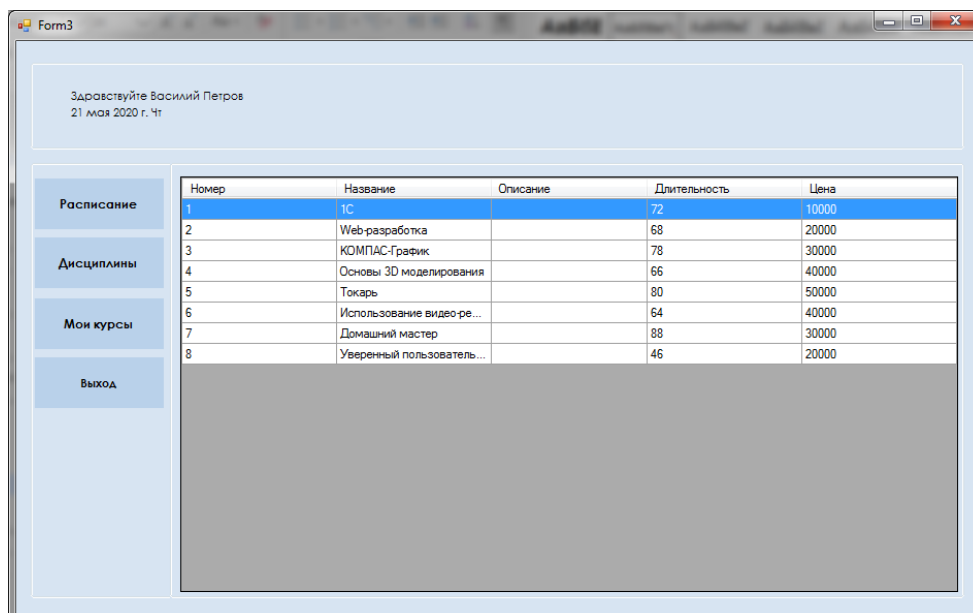 Form3
Здравствуйте Василий Петров
21 мая 2020 г. Чт
Расписание
Дисциплины
Мои курсы
Выход
Номер Название Описание Длительность Цена
1 1С 72 10000
2 Web-разработка 68 20000
3 КОМПАС-График 78 30000
4 Основы 3D моделирования 66 40000
5 Токарь 80 50000
6 Использование видео-ре... 64 40000
7 Домашний мастер 88 30000
8 Уверенный пользователь... 46 20000